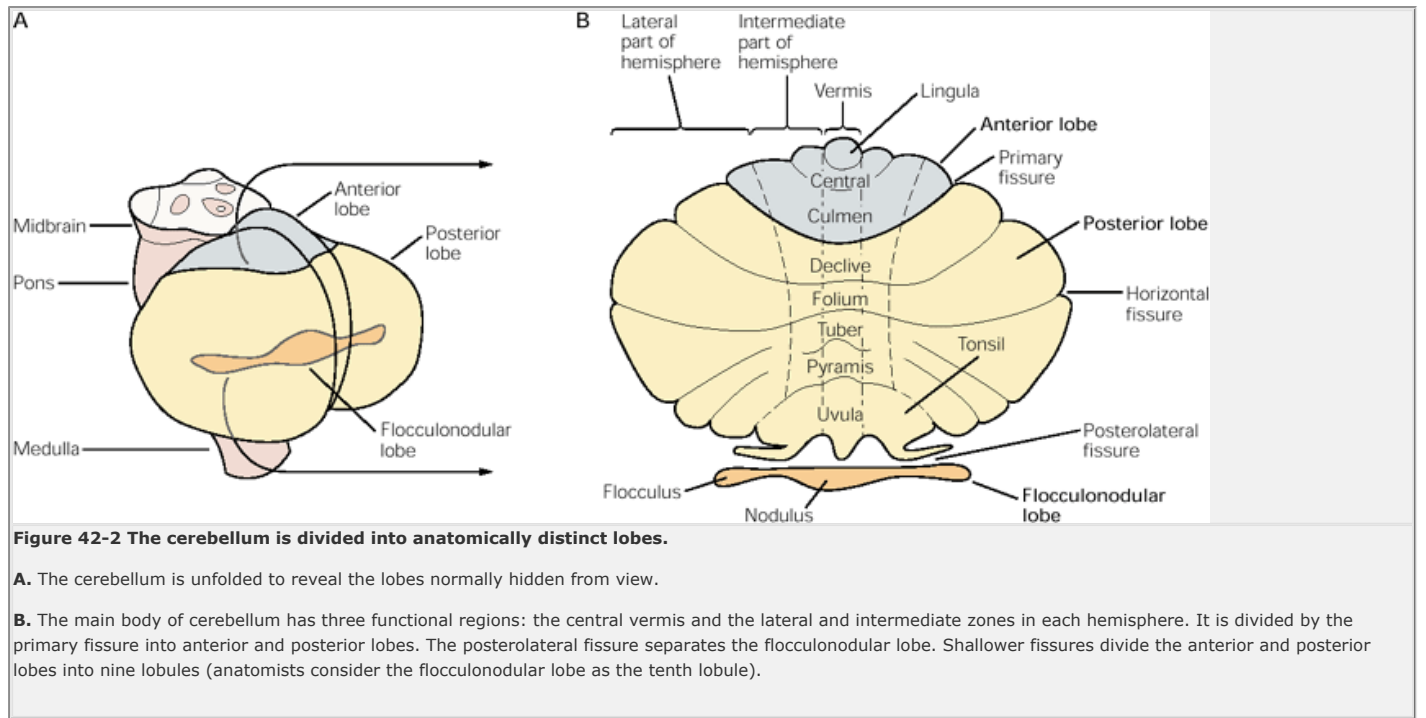 A
Midbrain
Pons
Medulla
Anterior
lobe
Posterior
lobe
Flocculonodular
lobe
B
Lateral
part of
hemisphere
Intermediate
part of
hemisphere
Vermis
Lingula
Anterior lobe
Primary
fissure
Central
Culmen
Posterior lobe
Declive
Folium
Horizontal
fissure
Tuber
Tonsil
Pyramis
Uvula
Posterolateral
fissure
Flocculus
Nodulus
Flocculonodular
lobe
Figure 42-2 The cerebellum is divided into anatomically distinct lobes.
A. The cerebellum is unfolded to reveal the lobes normally hidden from view.
B. The main body of cerebellum has three functional regions: the central vermis and the lateral and intermediate zones in each hemisphere. It is divided by the
primary fissure into anterior and posterior lobes. The posterolateral fissure separates the flocculonodular lobe. Shallower fissures divide the anterior and posterior
lobes into nine lobules (anatomists consider the flocculonodular lobe as the tenth lobule).